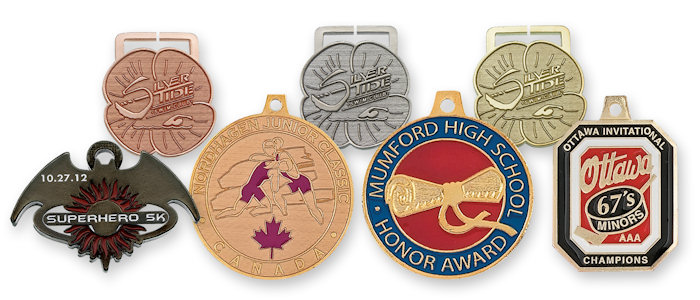 SILVER
TIDE
SILVER
TIDE
SILVER
TIDE
10.27.12
SUPERHERO 5K
NORDHAGEN JUNIOR CLASSIC
• CANADA •
• MUMFORD HIGH SCHOOL •
HONOR AWARD
OTTAWA INVITATIONAL
Ottawa
67's
MINORS
AAA
CHAMPIONS